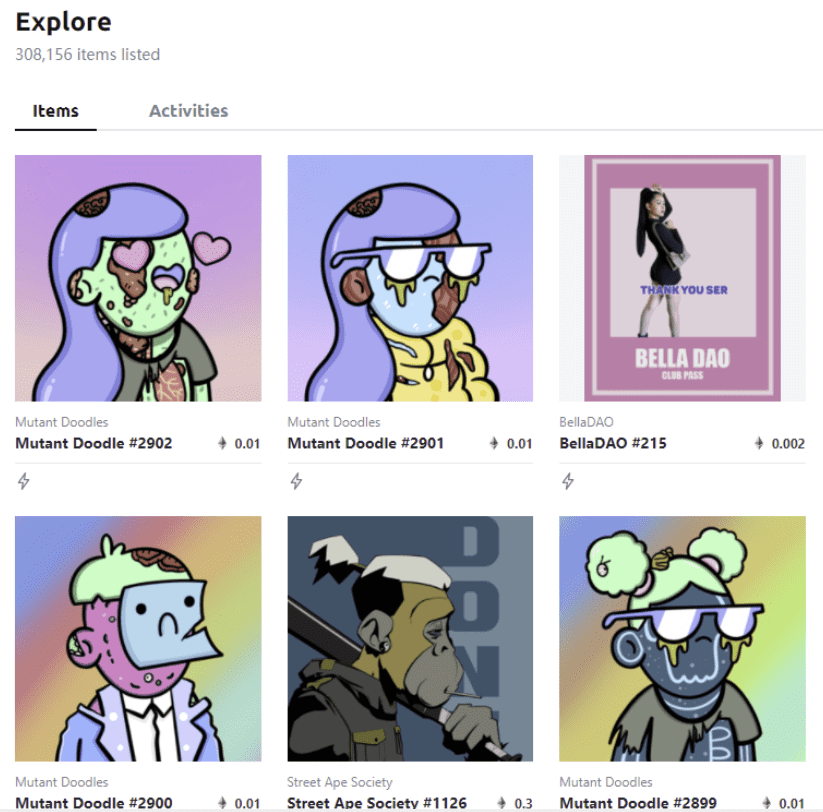 Explore
308,156 items listed
Items Activities
THANK YOU SER
BELLA DAO
CLUB PASS
Mutant Doodles Mutant Doodles BellaDAO
Mutant Doodle #2902 0.01 Mutant Doodle #2901 0.01 BellaDAO #215 0.002
DON
Mutant Doodles Street Ape Society Mutant Doodles
Mutant Doodle #2900 0.01 Street Ape Society #1126 0.3 Mutant Doodle #2899 0.01